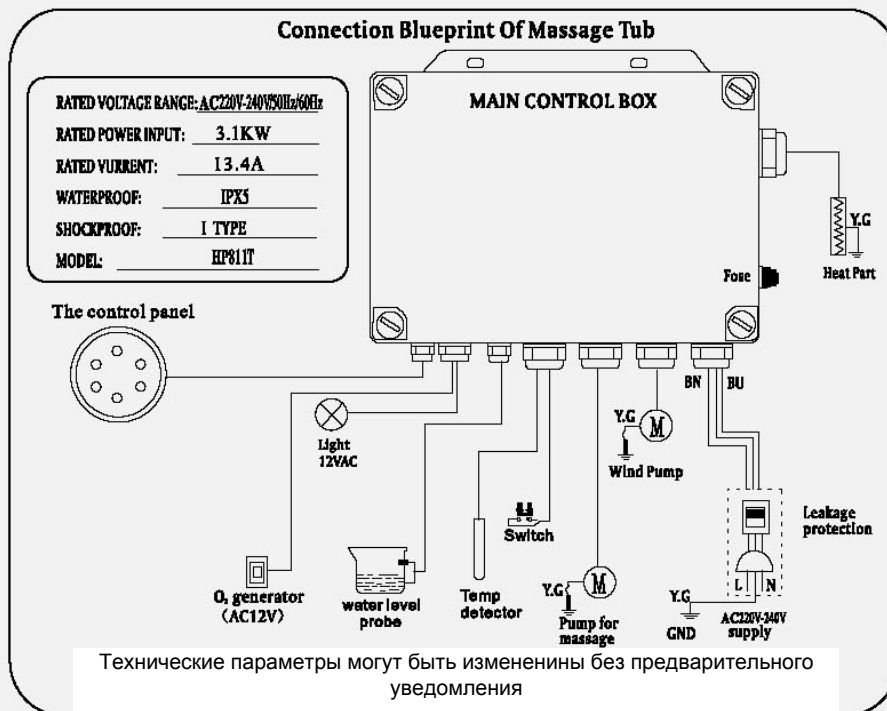 Connection Blueprint Of Massage Tub
RATED VOLTAGE RANGE: AC220V-240V/50Hz/60Hz
RATED POWER INPUT: 3.1KW
RATED VURRENT: 13.4A
WATERPROOF: IPX5
SHOCKPROOF: I TYPE
MODEL: HP811T
MAIN CONTROL BOX
Y.G
Heat Part
Fose
The control panel
BN BU
Light
12VAC
Y.G
M
Wind Pump
Switch
Leakage
protection
L N
O₂ generator
(AC12V)
water level
probe
Temp
detector
Y.G
M
Pump for
massage
Y.G
GND
AC220V-240V
supply
Технические параметры могут быть измененины без предварительного
уведомления